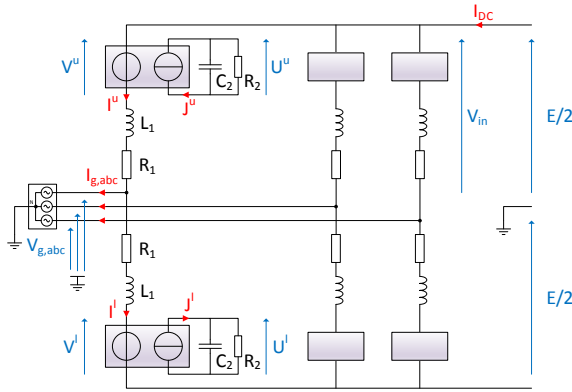 I_DC
V^u
U^u
C_2
R_2
I^u
J^u
L_1
V_in
E/2
R_1
I_g,abc
N
V_g,abc
R_1
L_1
I^l
J^l
E/2
V^l
C_2
R_2
U^l